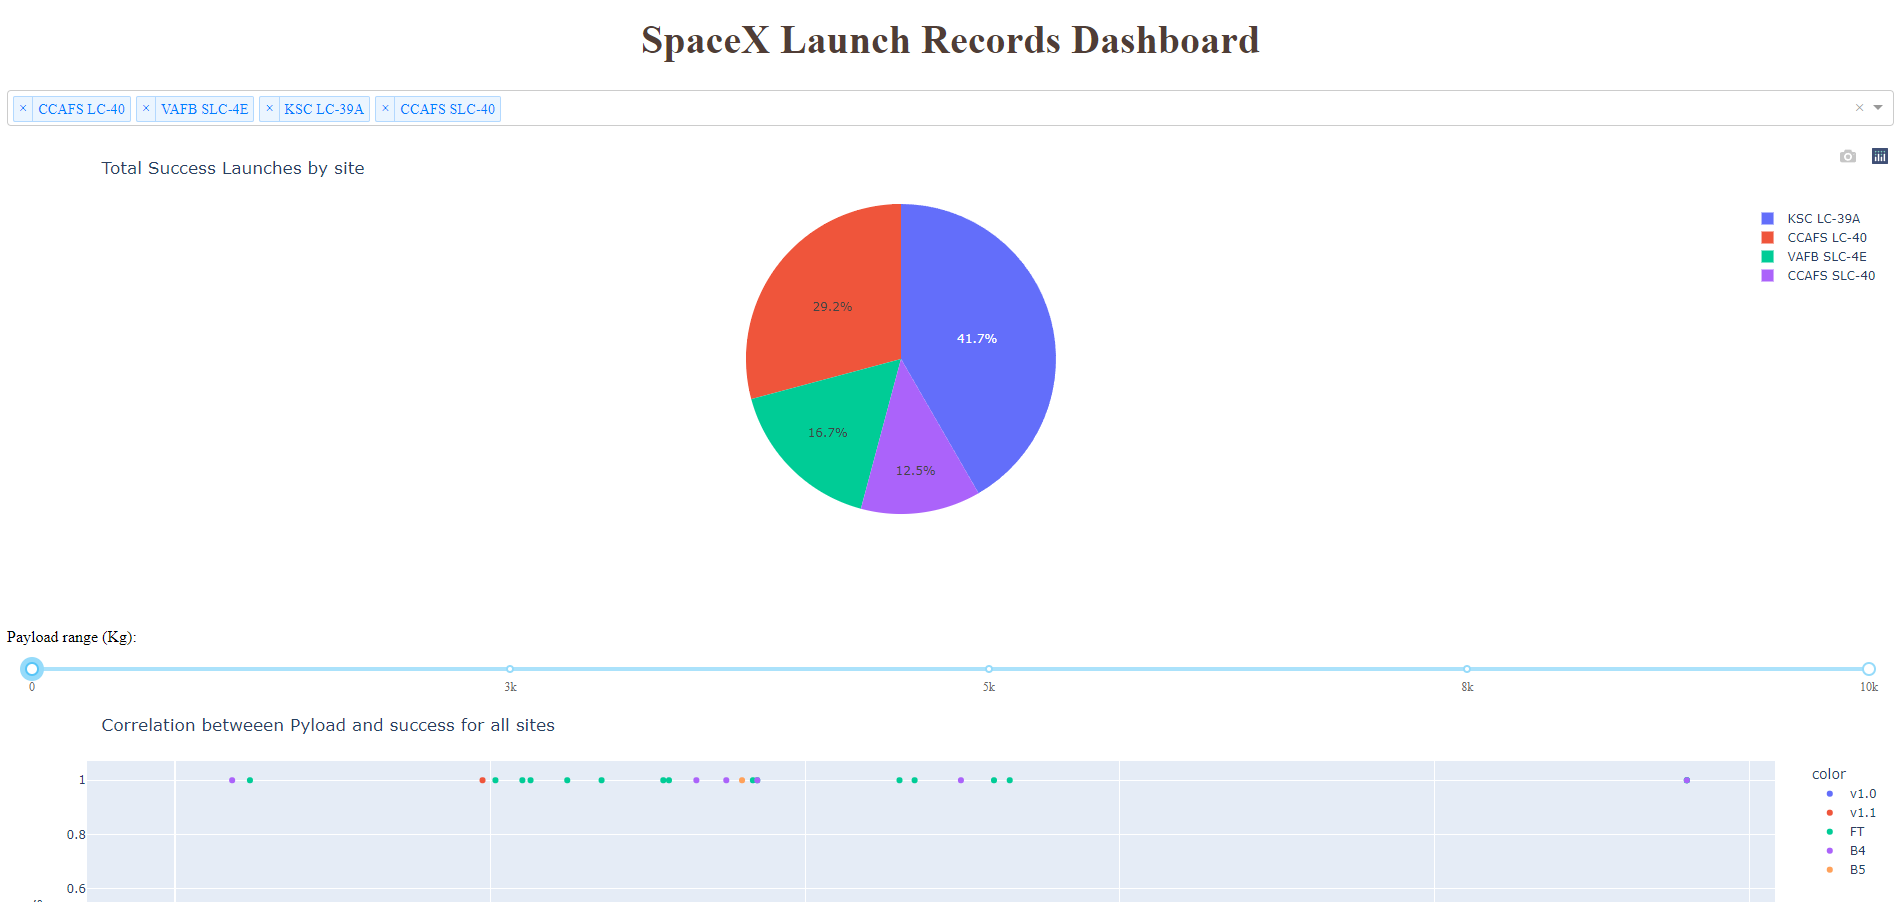 SpaceX Launch Records Dashboard
× CCAFS LC-40 × VAFB SLC-4E × KSC LC-39A × CCAFS SLC-40 ×
Total Success Launches by site
KSC LC-39A
CCAFS LC-40
VAFB SLC-4E
CCAFS SLC-40
29.2%
41.7%
16.7%
12.5%
Payload range (Kg):
0 3k 5k 8k 10k
Correlation betweeen Pyload and success for all sites
1
0.8
0.6
color
v1.0
v1.1
FT
B4
B5